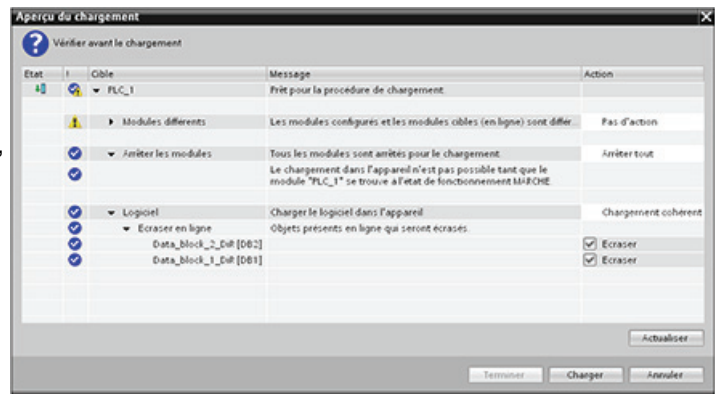 Aperçu du chargement
Vérifier avant le chargement
Etat ! Cible Message Action
PLC_1 Prêt pour la procédure de chargement.
Modules différents Les modules configurés et les modules cibles (en ligne) sont différ... Pas d'action
Arrêter les modules Tous les modules sont arrêtés pour le chargement. Arrêter tout
Le chargement dans l'appareil n'est pas possible tant que le
module "PLC_1" se trouve à l'état de fonctionnement MARCHE.
Logiciel Charger le logiciel dans l'appareil Chargement cohérent
Ecraser en ligne Objets présents en ligne qui seront écrasés.
Data_block_2_DiR [DB2] Ecraser
Data_block_1_DiR [DB1] Ecraser
Actualiser
Terminer Charger Annuler